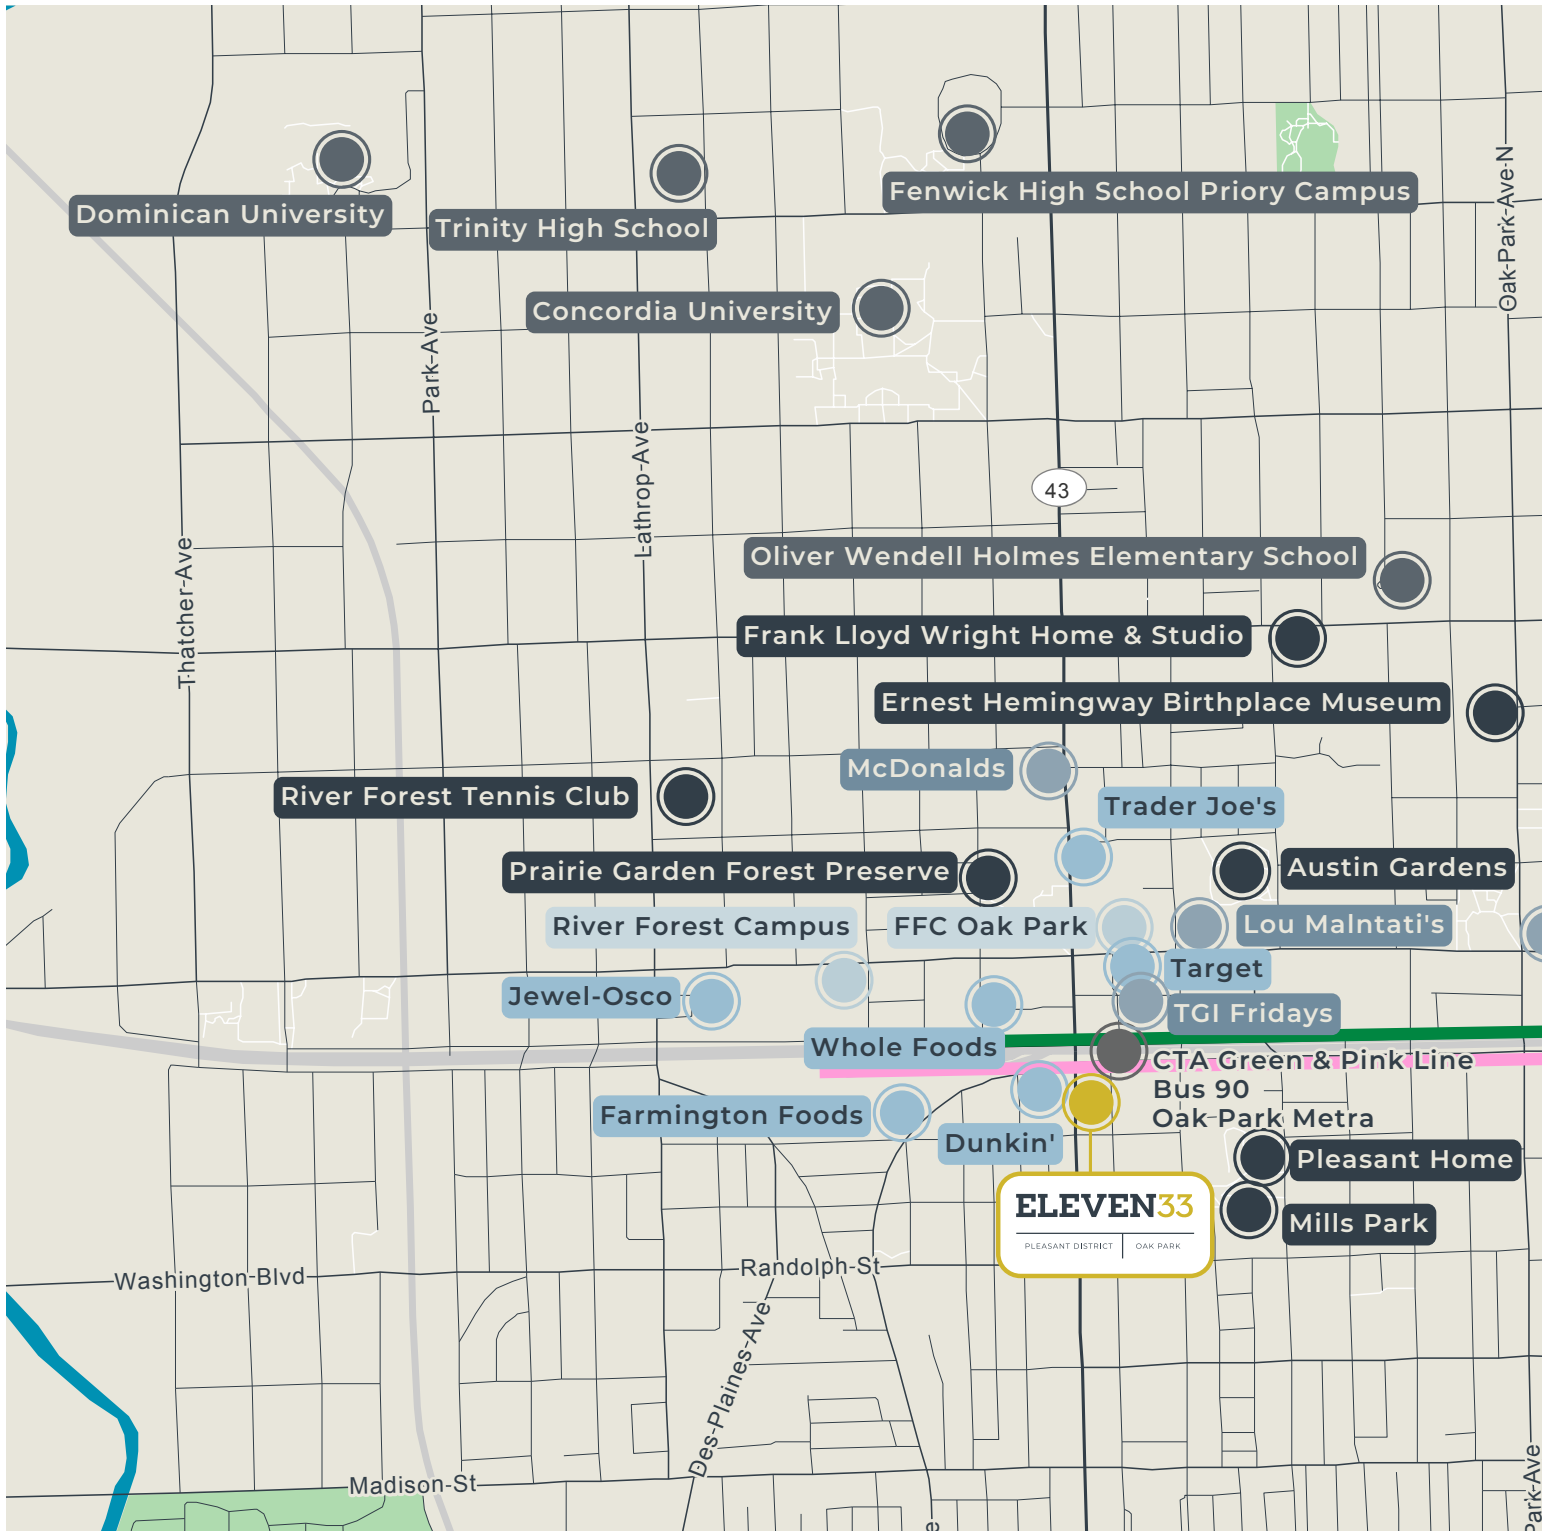 Fenwick High School Priory Campus
Dominican University
Trinity High School
Oak-Park-Ave-N
Concordia University
Park-Ave
Lathrop-Ave
43
Thatcher-Ave
Oliver Wendell Holmes Elementary School
Frank Lloyd Wright Home & Studio
Ernest Hemingway Birthplace Museum
McDonalds
River Forest Tennis Club
Trader Joe's
Prairie Garden Forest Preserve
Austin Gardens
River Forest Campus
FFC Oak Park
Lou Malntati's
Target
Jewel-Osco
TGI Fridays
Whole Foods
CTA Green & Pink Line
Bus 90
Oak Park Metra
Farmington Foods
Dunkin'
Pleasant Home
ELEVEN33
PLEASANT DISTRICT
OAK PARK
Mills Park
Washington-Blvd
Randolph-St
Des-Plaines-Ave
Madison-St
Park-Ave
e